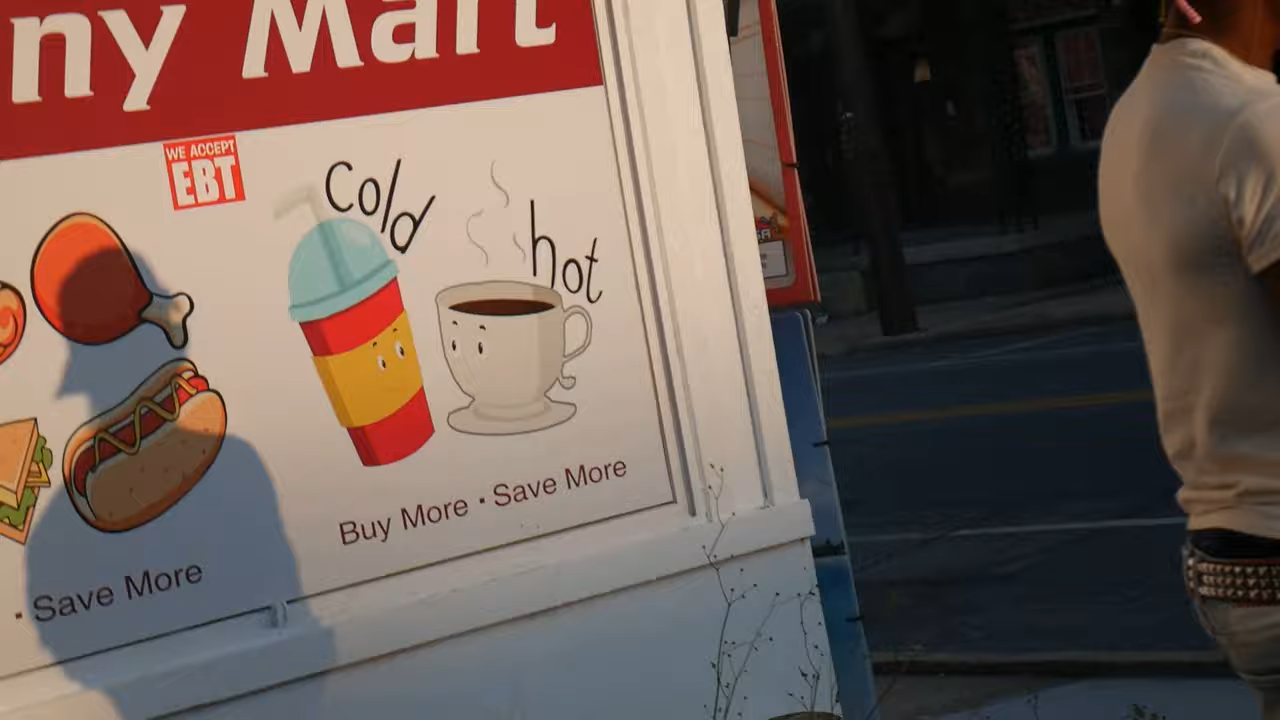 ny Mart
WE ACCEPT
EBT
cold
hot
Buy More · Save More
· Save More